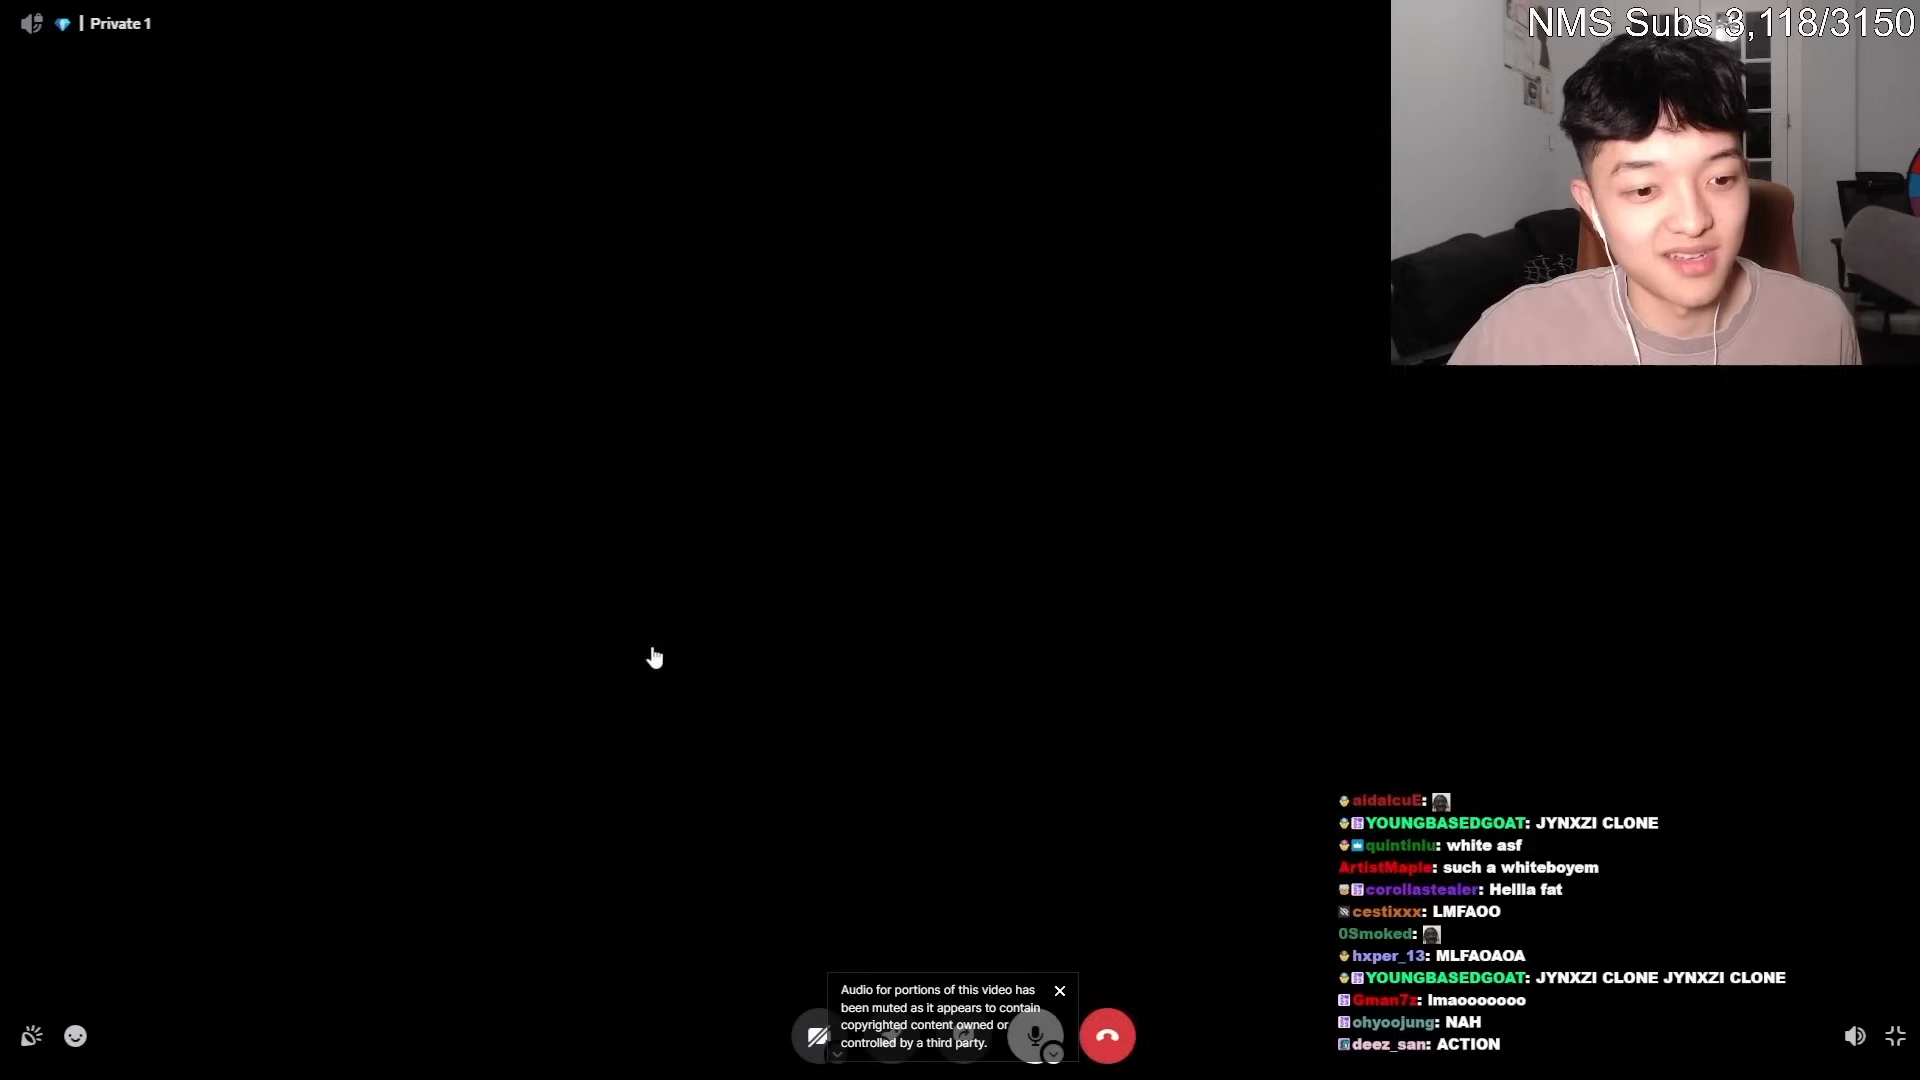 Private 1
NMS Subs 3,118/3150
aidalcuE:
YOUNGBASEDGOAT: JYNXZI CLONE
quintinlu: white asf
ArtistMaple: such a whiteboyem
corollastealer: Hellla fat
cestixxx: LMFAOO
0Smoked:
hxper_13: MLFAOAOA
YOUNGBASEDGOAT: JYNXZI CLONE JYNXZI CLONE
Gman7z: lmaooooooo
ohyoojung: NAH
deez_san: ACTION
Audio for portions of this video has
been muted as it appears to contain
copyrighted content owned or
controlled by a third party.